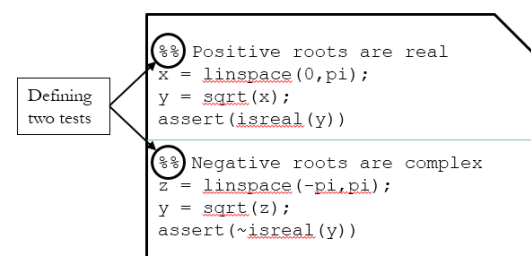 Defining
two tests
%% Positive roots are real
x = linspace(0,pi);
y = sqrt(x);
assert(isreal(y))
%% Negative roots are complex
z = linspace(-pi,pi);
y = sqrt(z);
assert(~isreal(y))